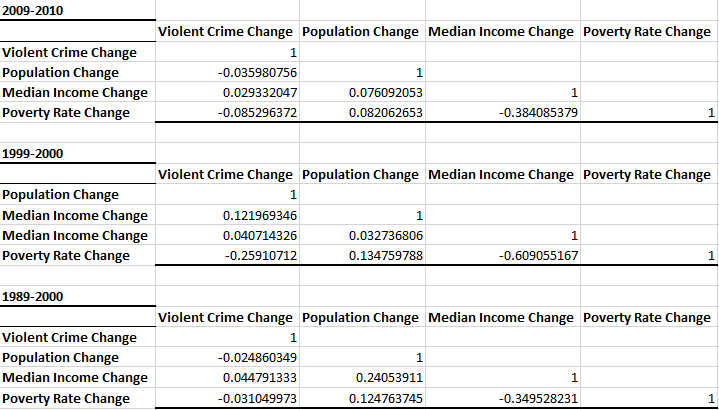 2009-2010
Violent Crime Change Population Change Median Income Change Poverty Rate Change
Violent Crime Change 1
Population Change -0.035980756 1
Median Income Change 0.029332047 0.076092053 1
Poverty Rate Change -0.085296372 0.082062653 -0.384085379 1
1999-2000
Violent Crime Change Population Change Median Income Change Poverty Rate Change
Population Change 1
Median Income Change 0.121969346 1
Median Income Change 0.040714326 0.032736806 1
Poverty Rate Change -0.25910712 0.134759788 -0.609055167 1
1989-2000
Violent Crime Change Population Change Median Income Change Poverty Rate Change
Violent Crime Change 1
Population Change -0.024860349 1
Median Income Change 0.044791333 0.24053911 1
Poverty Rate Change -0.031049973 0.124763745 -0.349528231 1